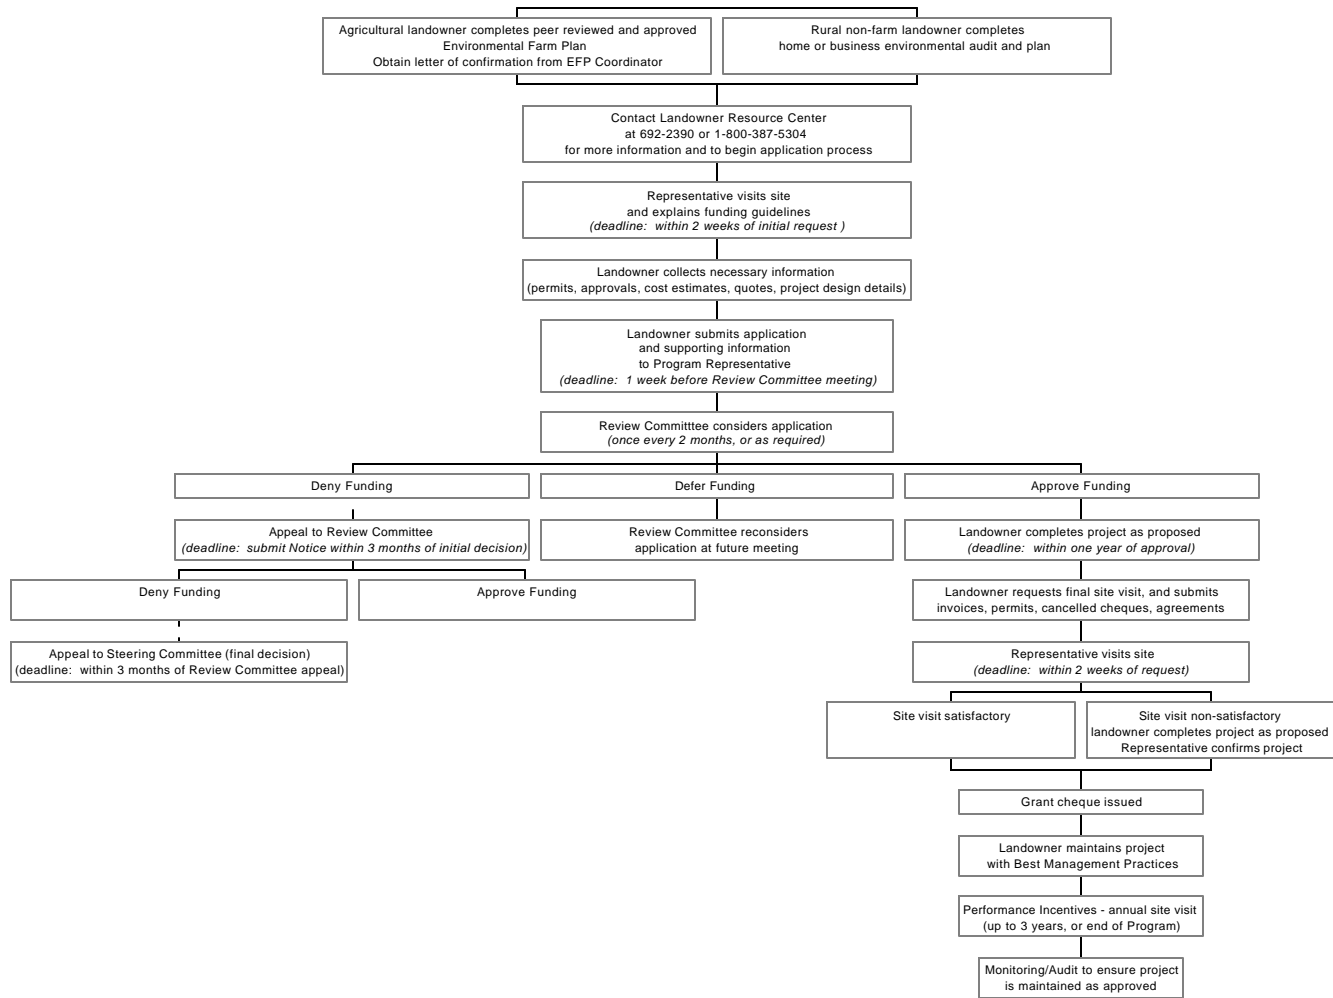 Agricultural landowner completes peer reviewed and approved
Environmental Farm Plan
Obtain letter of confirmation from EFP Coordinator
Rural non-farm landowner completes
home or business environmental audit and plan
Contact Landowner Resource Center
at 692-2390 or 1-800-387-5304
for more information and to begin application process
Representative visits site
and explains funding guidelines
(deadline: within 2 weeks of initial request )
Landowner collects necessary information
(permits, approvals, cost estimates, quotes, project design details)
Landowner submits application
and supporting information
to Program Representative
(deadline: 1 week before Review Committee meeting)
Review Committtee considers application
(once every 2 months, or as required)
Deny Funding
Defer Funding
Approve Funding
Appeal to Review Committee
(deadline: submit Notice within 3 months of initial decision)
Review Committee reconsiders
application at future meeting
Landowner completes project as proposed
(deadline: within one year of approval)
Deny Funding
Approve Funding
Landowner requests final site visit, and submits
invoices, permits, cancelled cheques, agreements
Appeal to Steering Committee (final decision)
(deadline: within 3 months of Review Committee appeal)
Representative visits site
(deadline: within 2 weeks of request)
Site visit satisfactory
Site visit non-satisfactory
landowner completes project as proposed
Representative confirms project
Grant cheque issued
Landowner maintains project
with Best Management Practices
Performance Incentives - annual site visit
(up to 3 years, or end of Program)
Monitoring/Audit to ensure project
is maintained as approved